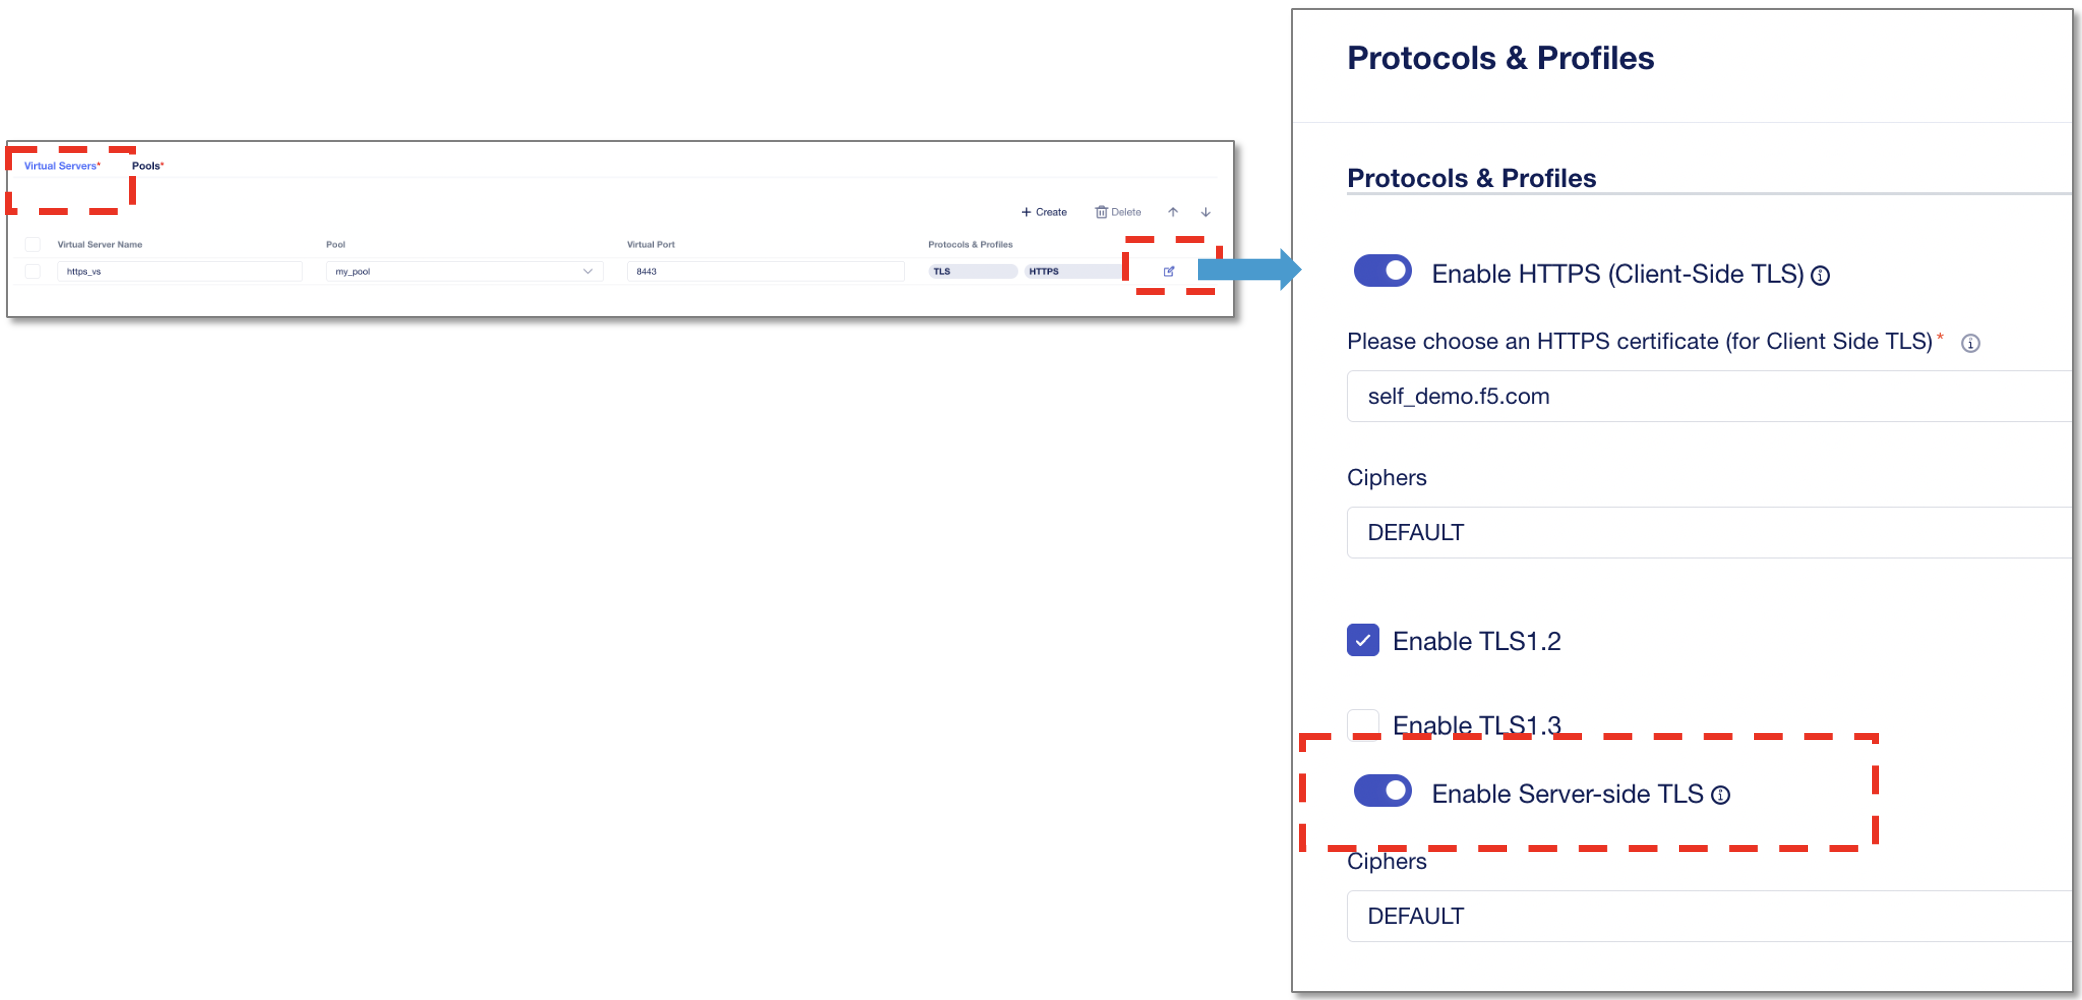 Virtual Servers* Pools*
+ Create Delete
Virtual Server Name Pool Virtual Port Protocols & Profiles
https_vs my_pool 8443 TLS HTTPS
Protocols & Profiles
Protocols & Profiles
Enable HTTPS (Client-Side TLS)
Please choose an HTTPS certificate (for Client Side TLS)*
self_demo.f5.com
Ciphers
DEFAULT
Enable TLS1.2
Enable TLS1.3
Enable Server-side TLS
Ciphers
DEFAULT